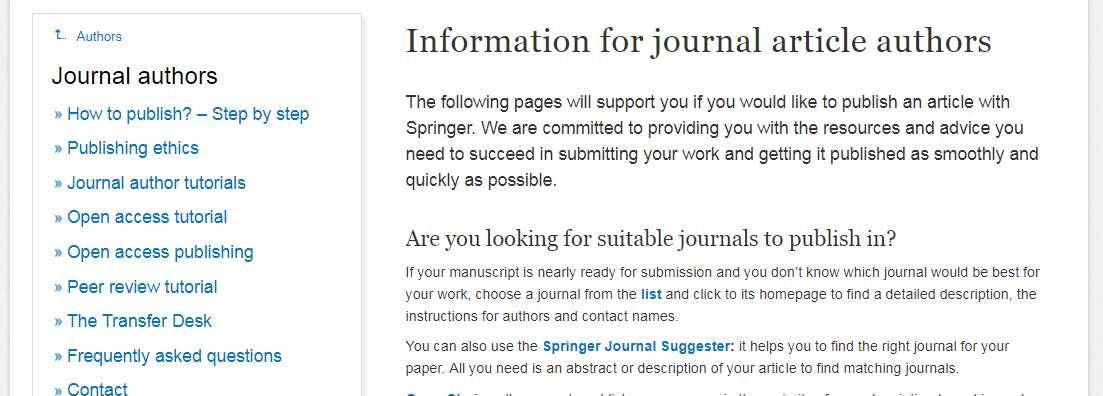 Authors
Journal authors
» How to publish? – Step by step
» Publishing ethics
» Journal author tutorials
» Open access tutorial
» Open access publishing
» Peer review tutorial
» The Transfer Desk
» Frequently asked questions
» Contact
Information for journal article authors
The following pages will support you if you would like to publish an article with
Springer. We are committed to providing you with the resources and advice you
need to succeed in submitting your work and getting it published as smoothly and
quickly as possible.
Are you looking for suitable journals to publish in?
If your manuscript is nearly ready for submission and you don’t know which journal would be best for
your work, choose a journal from the list and click to its homepage to find a detailed description, the
instructions for authors and contact names.
You can also use the Springer Journal Suggester: it helps you to find the right journal for your
paper. All you need is an abstract or description of your article to find matching journals.